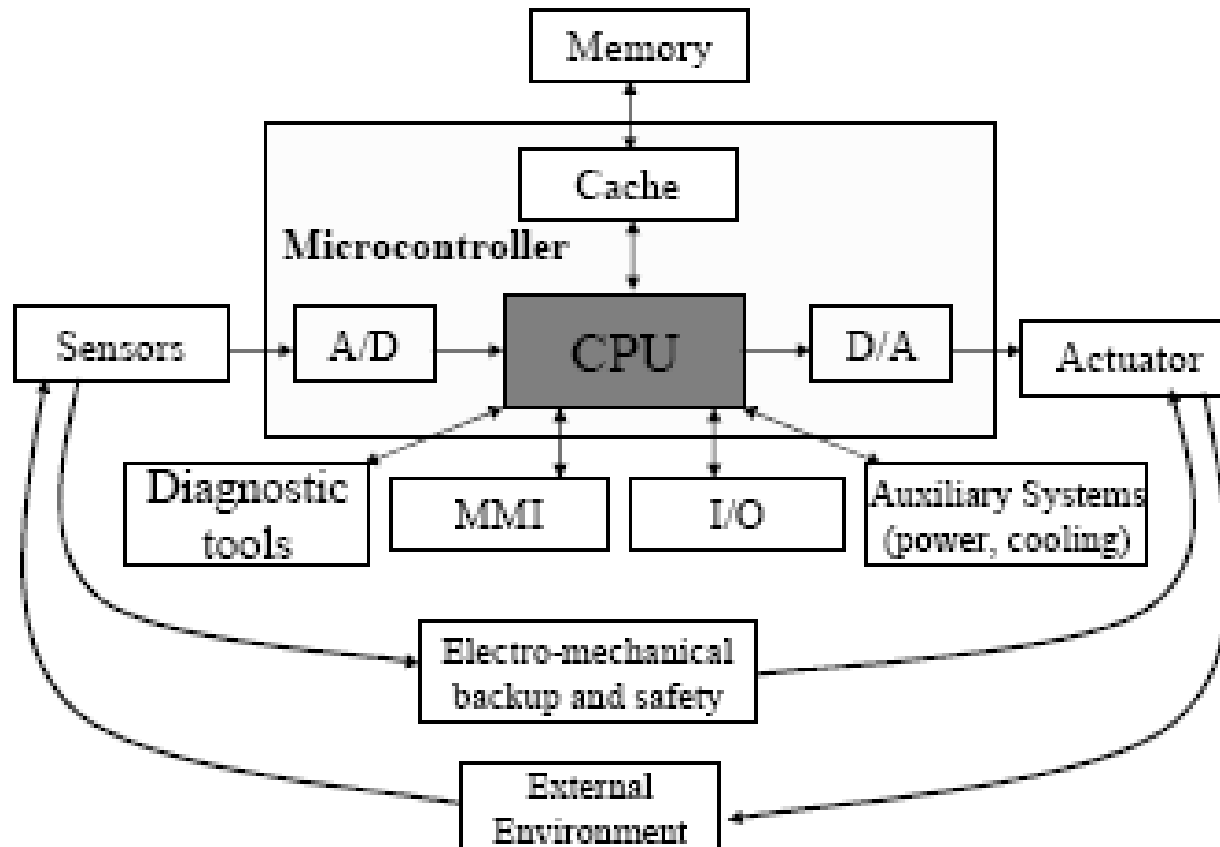 Memory
Cache
Microcontroller
Sensors
A/D
CPU
D/A
Actuator
Diagnostic
tools
MMI
I/O
Auxiliary Systems
(power, cooling)
Electro-mechanical
backup and safety
External
Environment